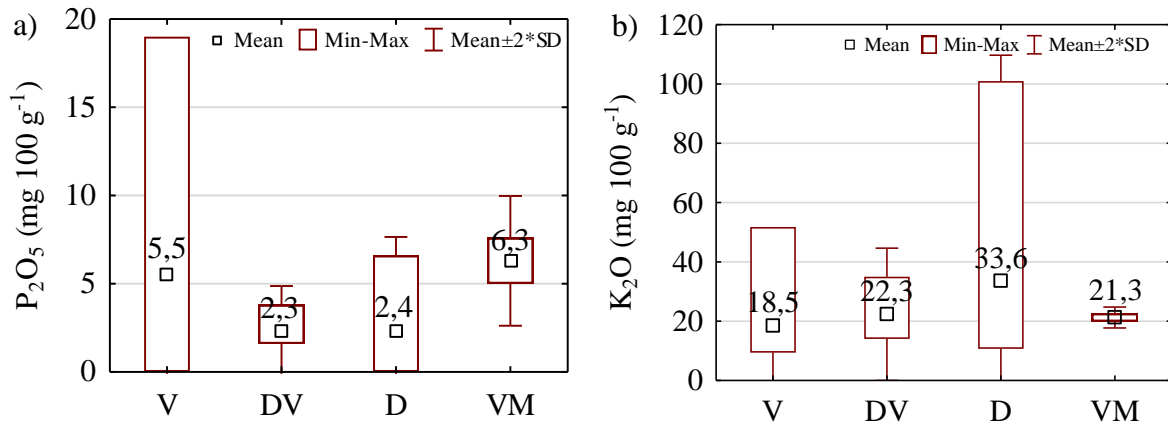 a)
P₂O₅ (mg 100 g⁻¹)
20
15
10
5
0
Mean Min-Max Mean±2*SD
5,5
2,3
2,4
6,3
V DV D VM
b)
K₂O (mg 100 g⁻¹)
120
100
80
60
40
20
0
Mean Min-Max Mean±2*SD
18,5
22,3
33,6
21,3
V DV D VM